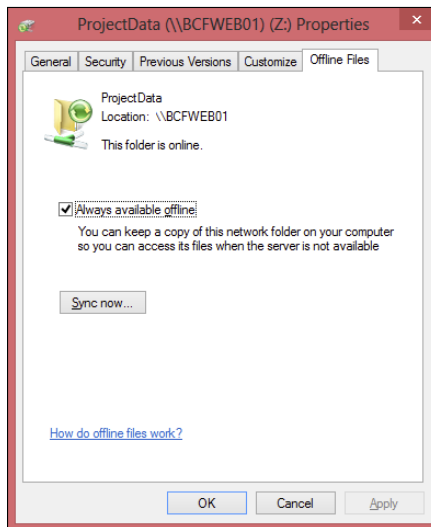 ProjectData (\\BCFWEB01) (Z:) Properties
General
Security
Previous Versions
Customize
Offline Files
ProjectData
Location: \\BCFWEB01
This folder is online.
Always available offline
You can keep a copy of this network folder on your computer
so you can access its files when the server is not available
Sync now...
How do offline files work?
OK
Cancel
Apply